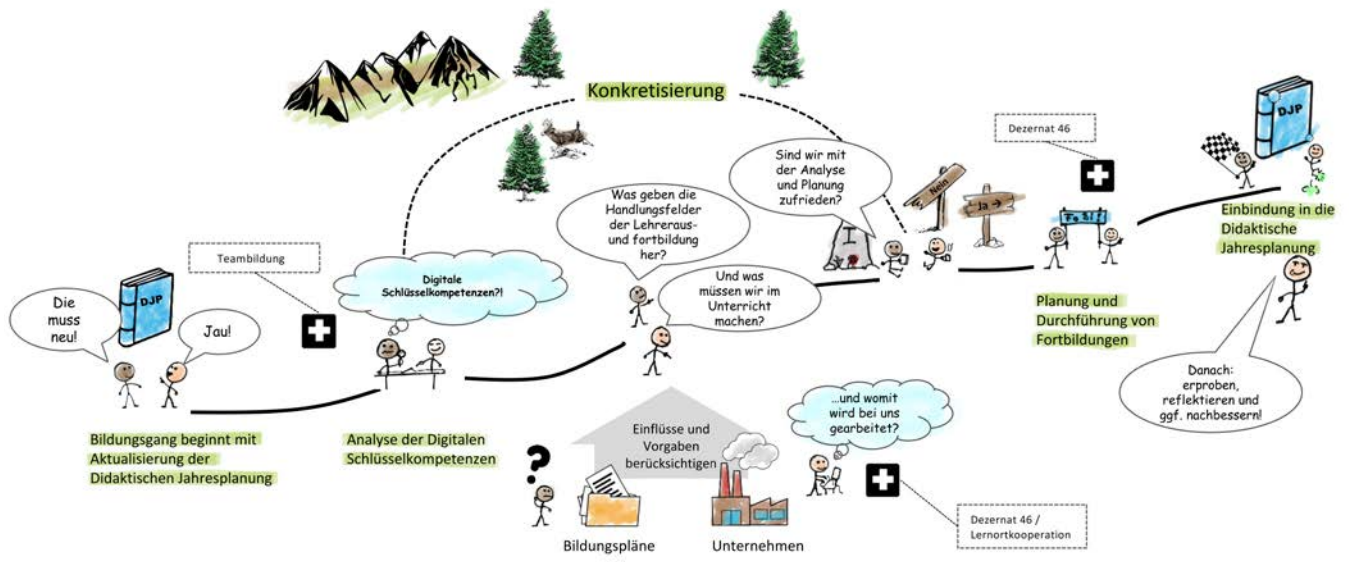 Konkretisierung
DJP
Dezernat 46
Sind wir mit
der Analyse
und Planung
zufrieden?
Nein
Ja →
Was geben die
Handlungsfelder
der Lehreraus-
und fortbildung
her?
Einbindung in die
Didaktische
Jahresplanung
Teambildung
Digitale
Schlüsselkompetenzen?!
Und was
müssen wir im
Unterricht
machen?
DJP
Die
muss
neu!
Jau!
I
Planung und
Durchführung von
Fortbildungen
Danach:
erproben,
reflektieren und
ggf. nachbessern!
...und womit
wird bei uns
gearbeitet?
Bildungsgang beginnt mit
Aktualisierung der
Didaktischen Jahresplanung
Analyse der Digitalen
Schlüsselkompetenzen
Einflüsse und
Vorgaben
berücksichtigen
?
Bildungspläne
Unternehmen
Dezernat 46 /
Lernortkooperation